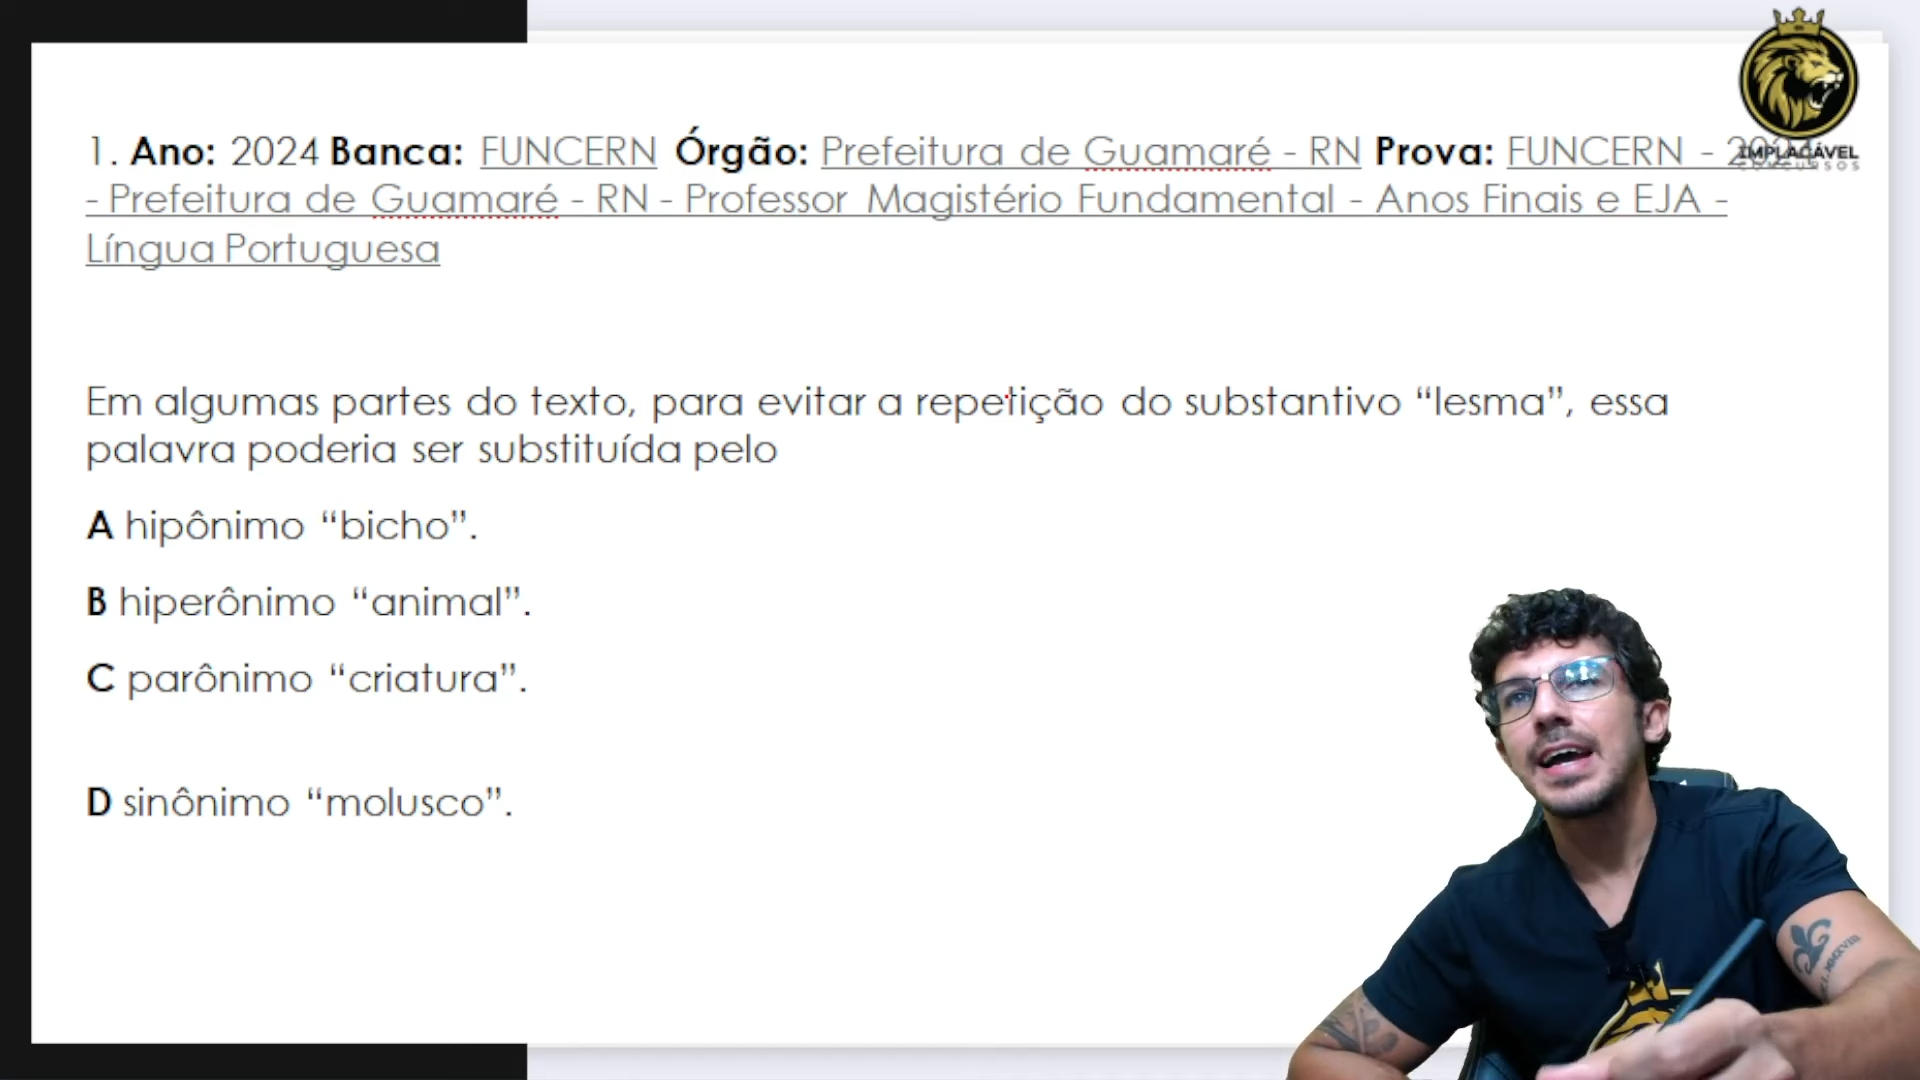 1. Ano: 2024 Banca: FUNCERN Órgão: Prefeitura de Guamaré - RN Prova: FUNCERN -
IMPLACÁVEL
CONCURSOS
- Prefeitura de Guamaré - RN - Professor Magistério Fundamental - Anos Finais e EJA -
Língua Portuguesa
Em algumas partes do texto, para evitar a repetição do substantivo “lesma”, essa
palavra poderia ser substituída pelo
A hipônimo “bicho”.
B hiperônimo “animal”.
C parônimo “criatura”.
D sinônimo “molusco”.